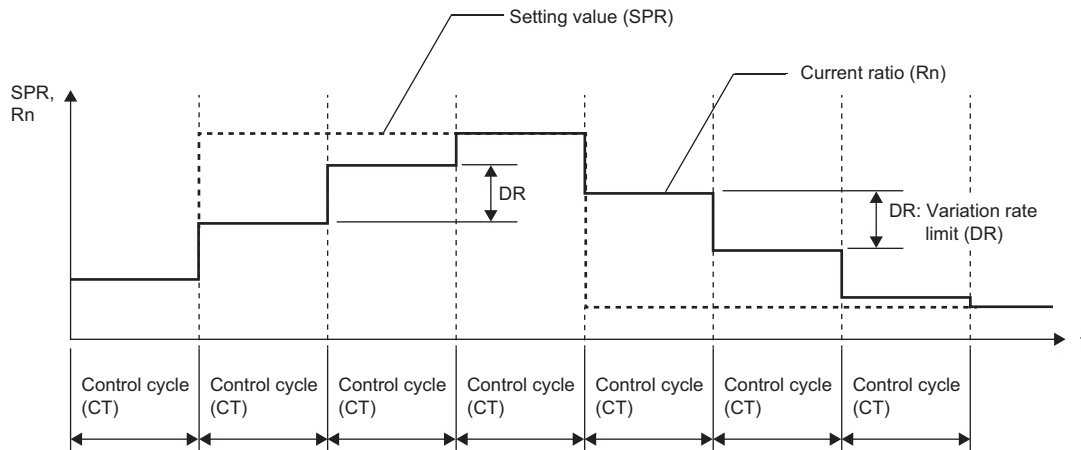 Setting value (SPR)
Current ratio (Rn)
SPR,
Rn
DR
DR: Variation rate
limit (DR)
Control cycle
(CT)
Control cycle
(CT)
Control cycle
(CT)
Control cycle
(CT)
Control cycle
(CT)
Control cycle
(CT)
Control cycle
(CT)